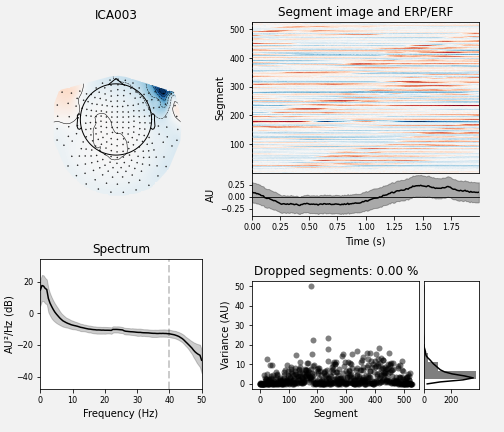 ICA003
Segment image and ERP/ERF
Segment
500
400
300
200
100
AU
0.25
0.00
−0.25
0.00 0.25 0.50 0.75 1.00 1.25 1.50 1.75
Time (s)
Spectrum
AU²/Hz (dB)
20
0
−20
−40
0 10 20 30 40 50
Frequency (Hz)
Dropped segments: 0.00 %
Variance (AU)
50
40
30
20
10
0
0 100 200 300 400 500
Segment
0 200